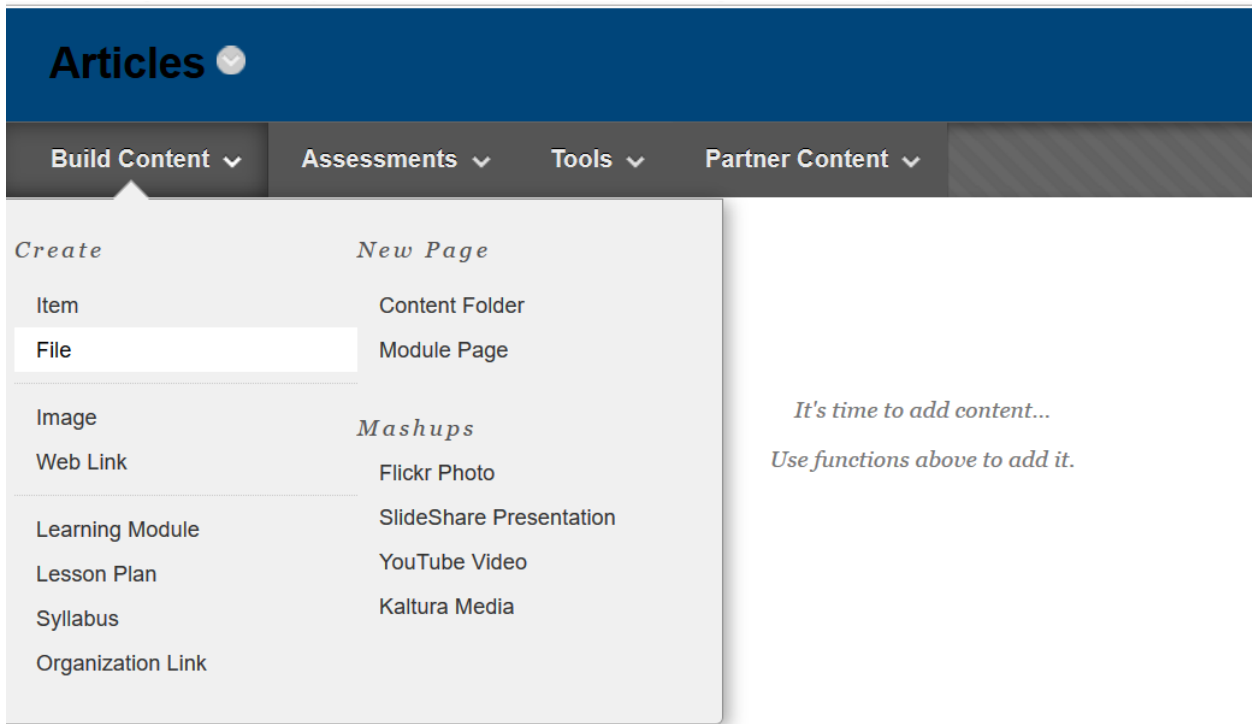 Articles
Build Content Assessments Tools Partner Content
Create
Item
File
Image
Web Link
Learning Module
Lesson Plan
Syllabus
Organization Link
New Page
Content Folder
Module Page
Mashups
Flickr Photo
SlideShare Presentation
YouTube Video
Kaltura Media
It's time to add content...
Use functions above to add it.